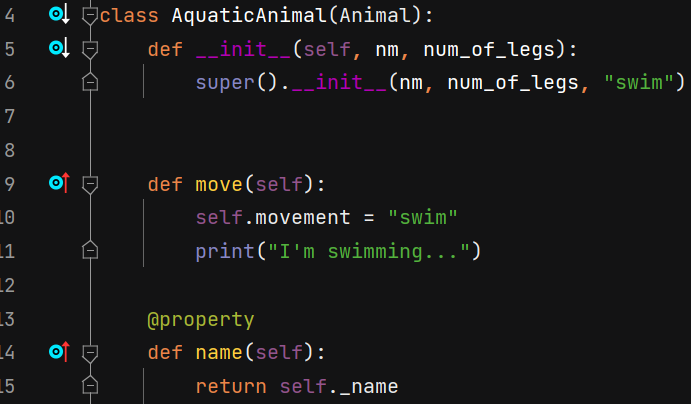 4 class AquaticAnimal(Animal):
5 def __init__(self, nm, num_of_legs):
6 super().__init__(nm, num_of_legs, "swim")
7
8
9 def move(self):
10 self.movement = "swim"
11 print("I'm swimming...")
12
13 @property
14 def name(self):
15 return self._name